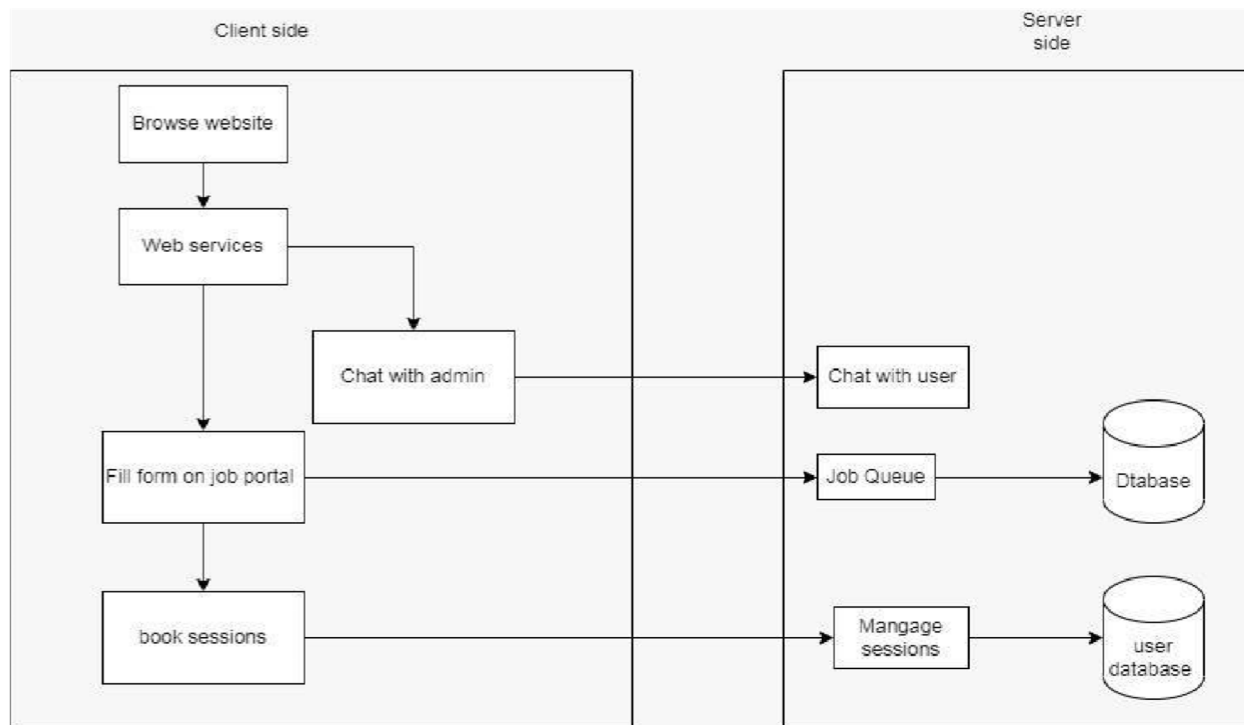 Client side
Server
side
Browse website
Web services
Chat with admin
Chat with user
Fill form on job portal
Job Queue
Dtabase
book sessions
Mangage
sessions
user
database